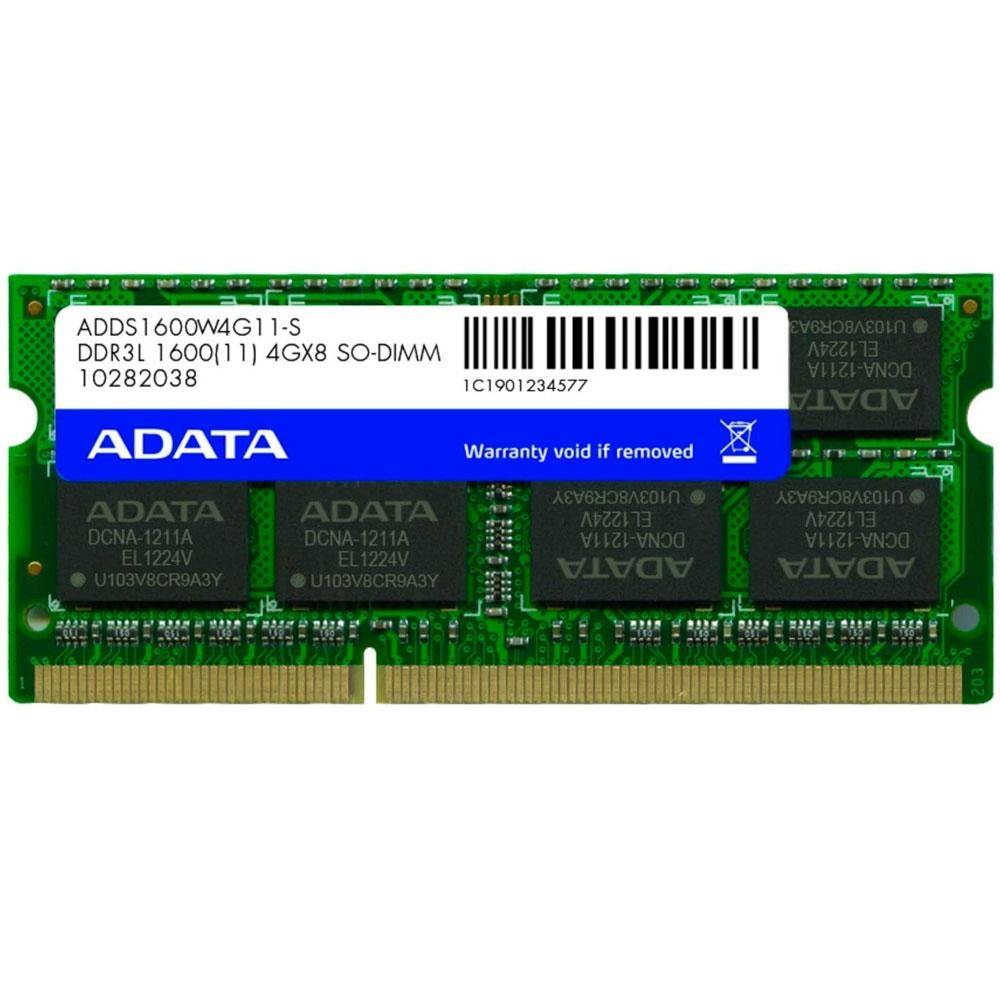 ADDS1600W4G11-S
DDR3L 1600(11) 4GX8 SO-DIMM
10282038
1C1901234577
ADATA
Warranty void if removed
U103V8CR9A3Y
EL1224V
DCNA-1211A
ADATA
ADATA
DCNA-1211A
EL1224V
U103V8CR9A3Y
ADATA
DCNA-1211A
EL1224V
U103V8CR9A3Y
U103V8CR9A3Y
EL1224V
DCNA-1211A
ADATA
U103V8CR9A3Y
EL1224V
DCNA-1211A
ADATA
1
203